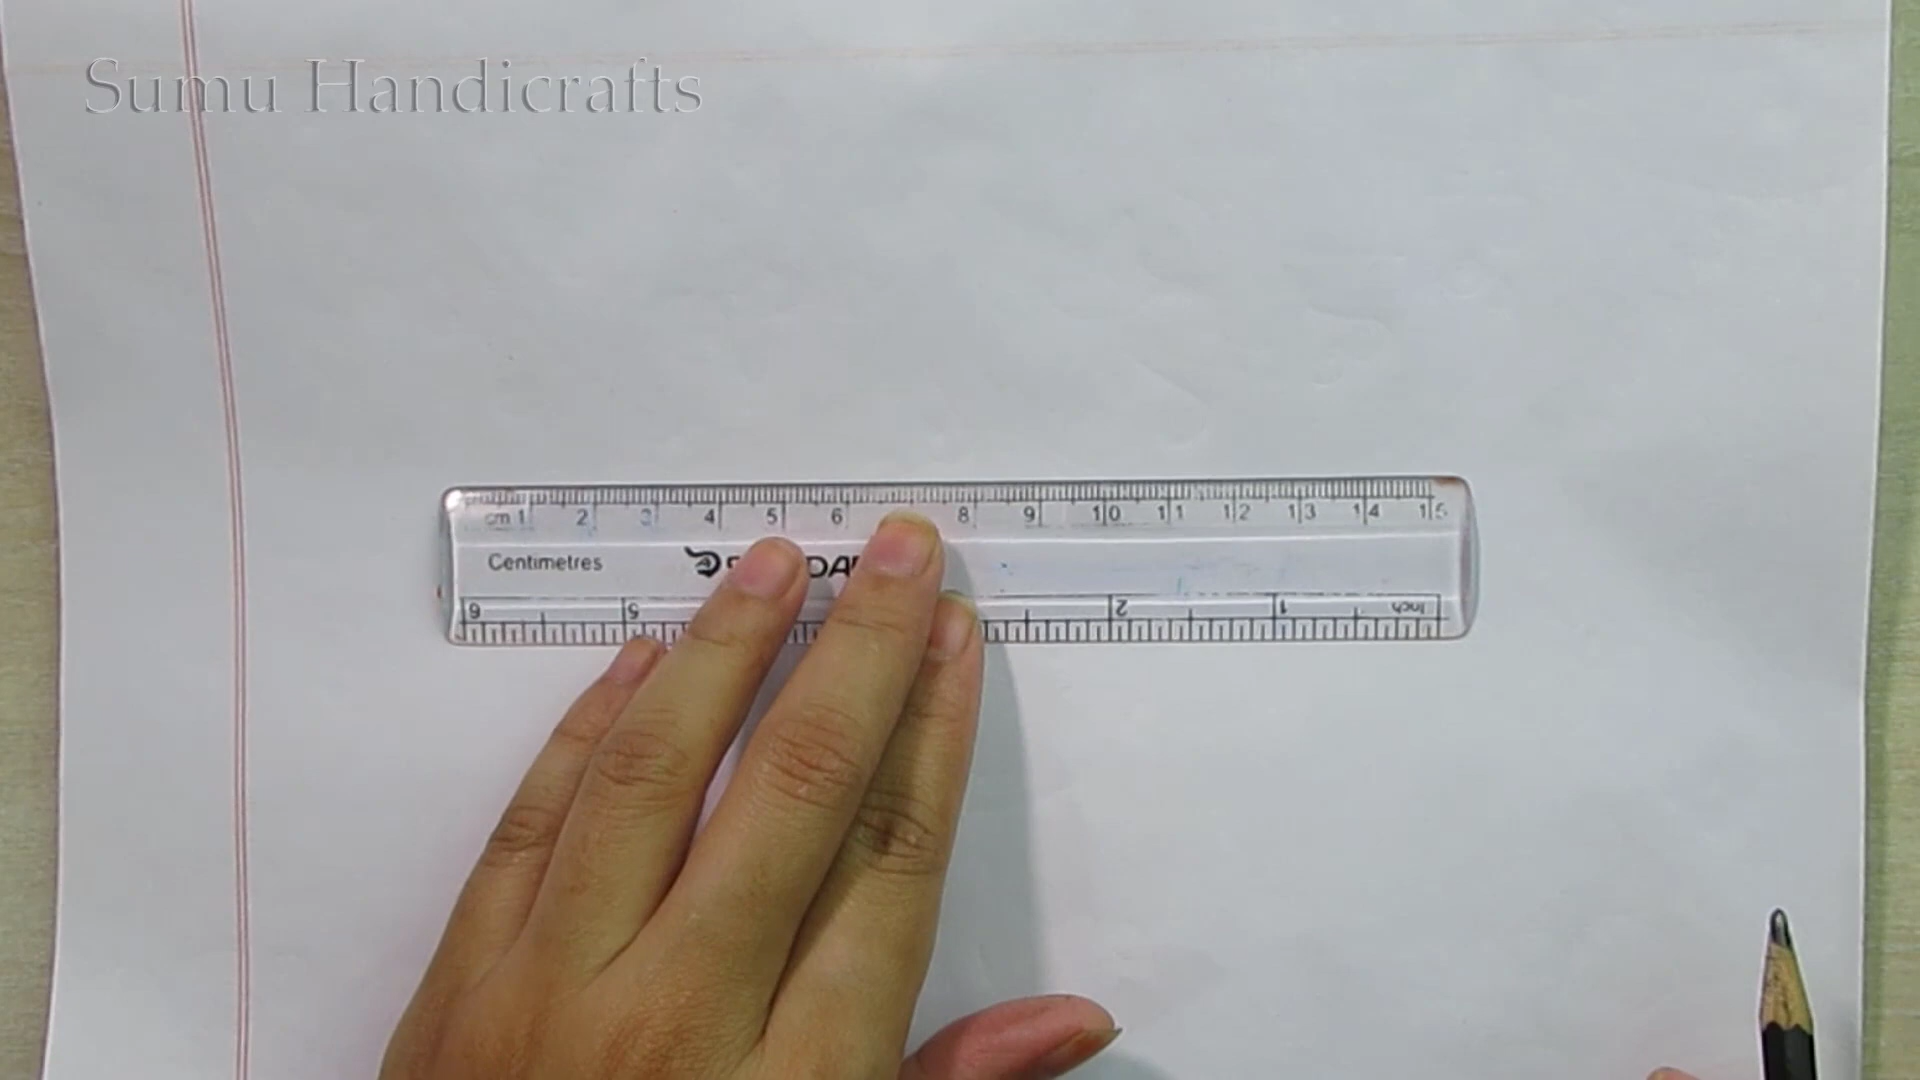 Sumu Handicrafts
cm 1 2 3 4 5 6 8 9 10 11 12 13 14 15
Centimetres
6 5 2 1 Inch